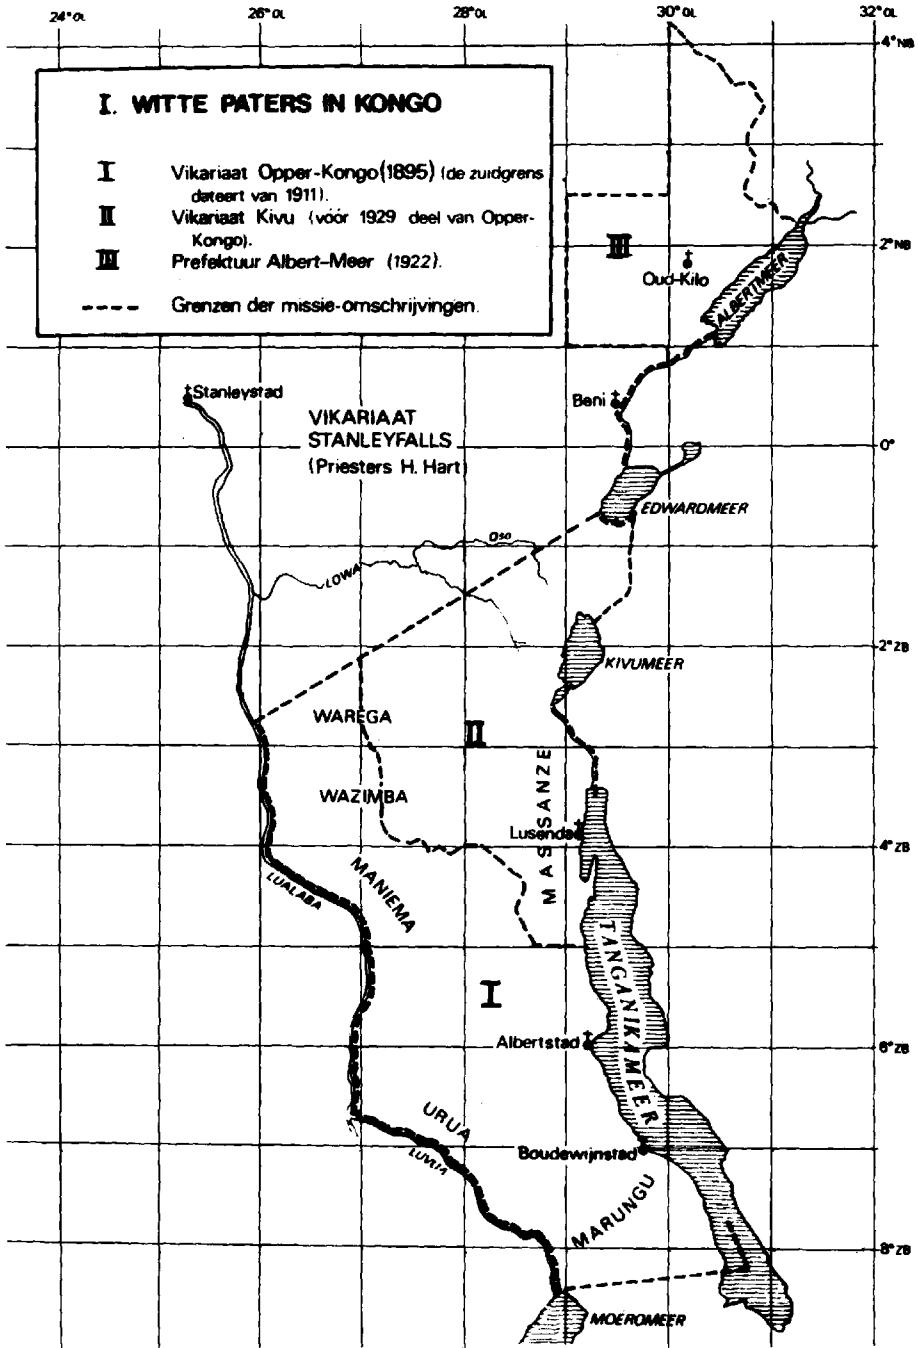 24°OL 26°OL 28°OL 30°OL 32°OL
4°NB
I. WITTE PATERS IN KONGO
I Vikariaat Opper-Kongo (1895) (de zuidgrens
dateert van 1911).
II Vikariaat Kivu (vóór 1929 deel van Opper-
Kongo).
III Prefektuur Albert-Meer (1922).
Grenzen der missie-omschrijvingen.
III
2°NB
Oud-Kilo
ALBERTMEER
Stanleystad
Beni
VIKARIAAT
STANLEYFALLS
(Priesters H. Hart)
0°
EDWARDMEER
Oso
LOWA
2°ZB
KIVUMEER
WAREGA
II
MASSANZE
WAZIMBA
Lusenda
4°ZB
MANIEMA
LUALABA
TANGANIKAMEER
I
Albertstad
6°ZB
URUA
LUVUA
Boudewijnstad
MARUNGU
8°ZB
MOEROMEER